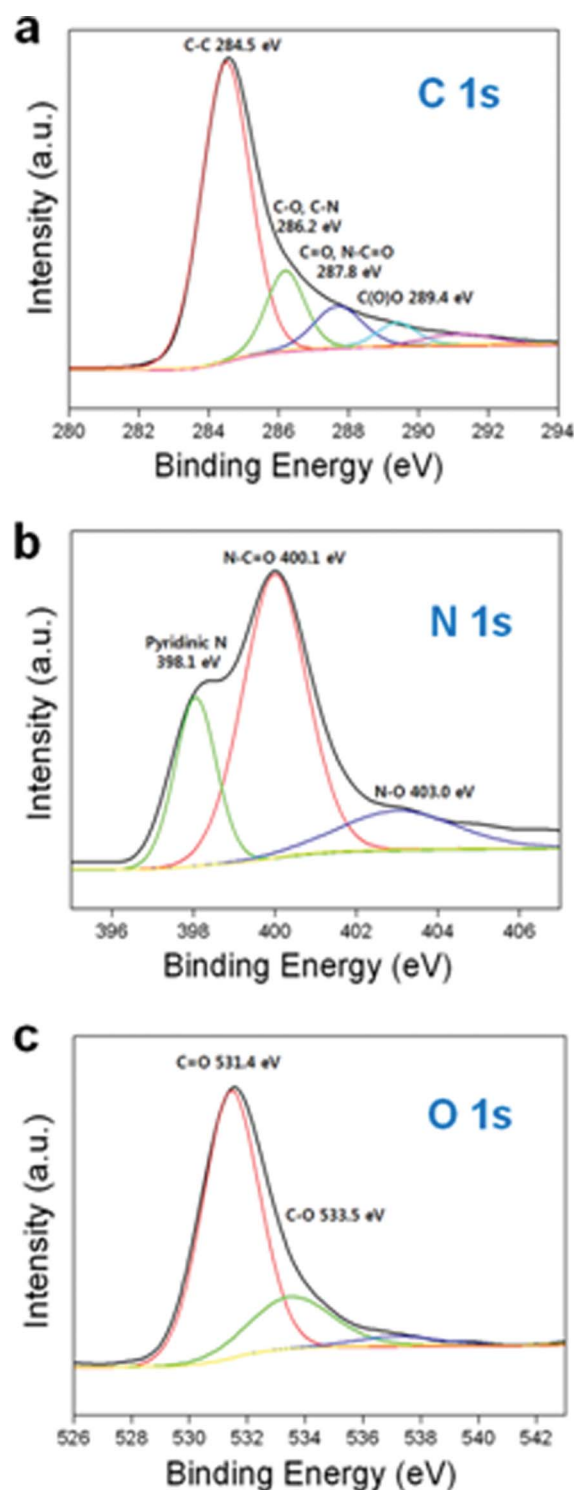 a
C-C 284.5 eV
C 1s
C-O, C-N
286.2 eV
C=O, N-C=O
287.8 eV
C(O)O 289.4 eV
Intensity (a.u.)
280 282 284 286 288 290 292 294
Binding Energy (eV)
b
N-C=O 400.1 eV
N 1s
Pyridinic N
398.1 eV
N-O 403.0 eV
Intensity (a.u.)
396 398 400 402 404 406
Binding Energy (eV)
c
C=O 531.4 eV
O 1s
C-O 533.5 eV
Intensity (a.u.)
526 528 530 532 534 536 538 540 542
Binding Energy (eV)